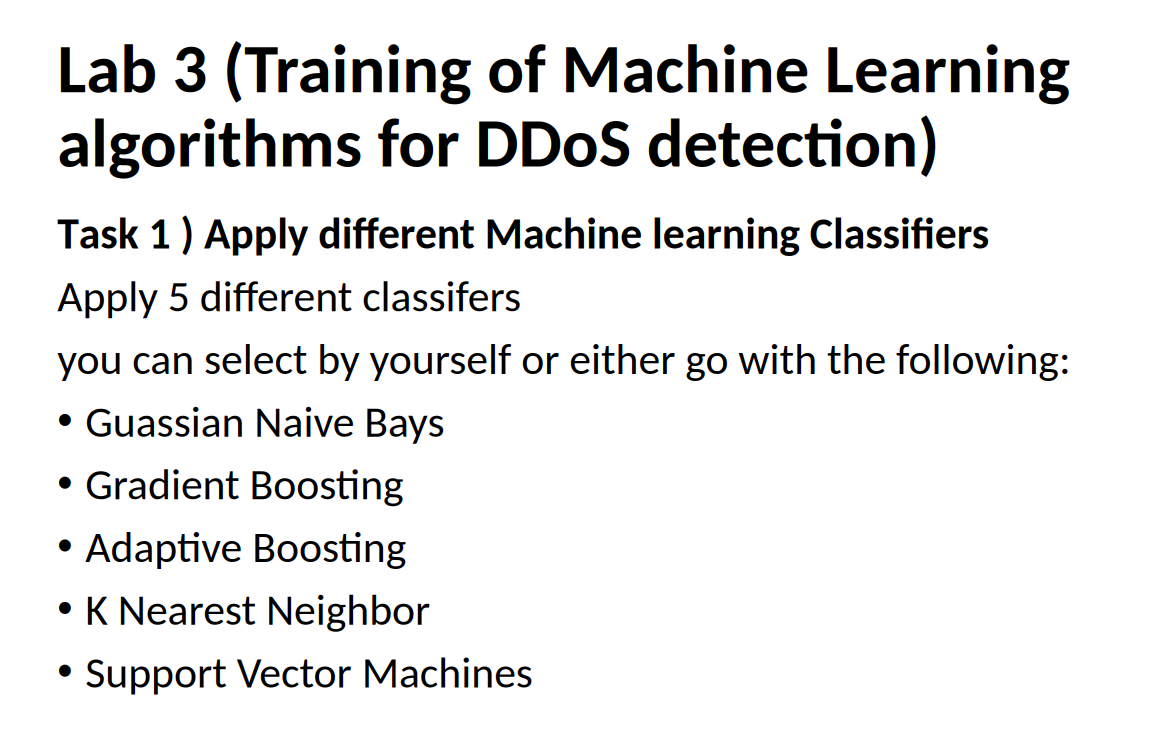 Lab 3 (Training of Machine Learning
algorithms for DDoS detection)
Task 1 ) Apply different Machine learning Classifiers
Apply 5 different classifers
you can select by yourself or either go with the following:
• Guassian Naive Bays
• Gradient Boosting
• Adaptive Boosting
• K Nearest Neighbor
• Support Vector Machines